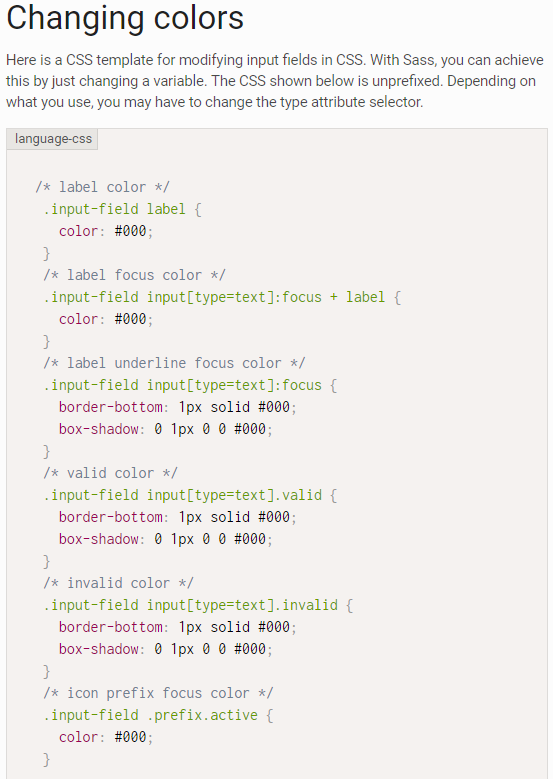 Changing colors
Here is a CSS template for modifying input fields in CSS. With Sass, you can achieve
this by just changing a variable. The CSS shown below is unprefixed. Depending on
what you use, you may have to change the type attribute selector.
language-css
/* label color */
.input-field label {
color: #000;
}
/* label focus color */
.input-field input[type=text]:focus + label {
color: #000;
}
/* label underline focus color */
.input-field input[type=text]:focus {
border-bottom: 1px solid #000;
box-shadow: 0 1px 0 0 #000;
}
/* valid color */
.input-field input[type=text].valid {
border-bottom: 1px solid #000;
box-shadow: 0 1px 0 0 #000;
}
/* invalid color */
.input-field input[type=text].invalid {
border-bottom: 1px solid #000;
box-shadow: 0 1px 0 0 #000;
}
/* icon prefix focus color */
.input-field .prefix.active {
color: #000;
}